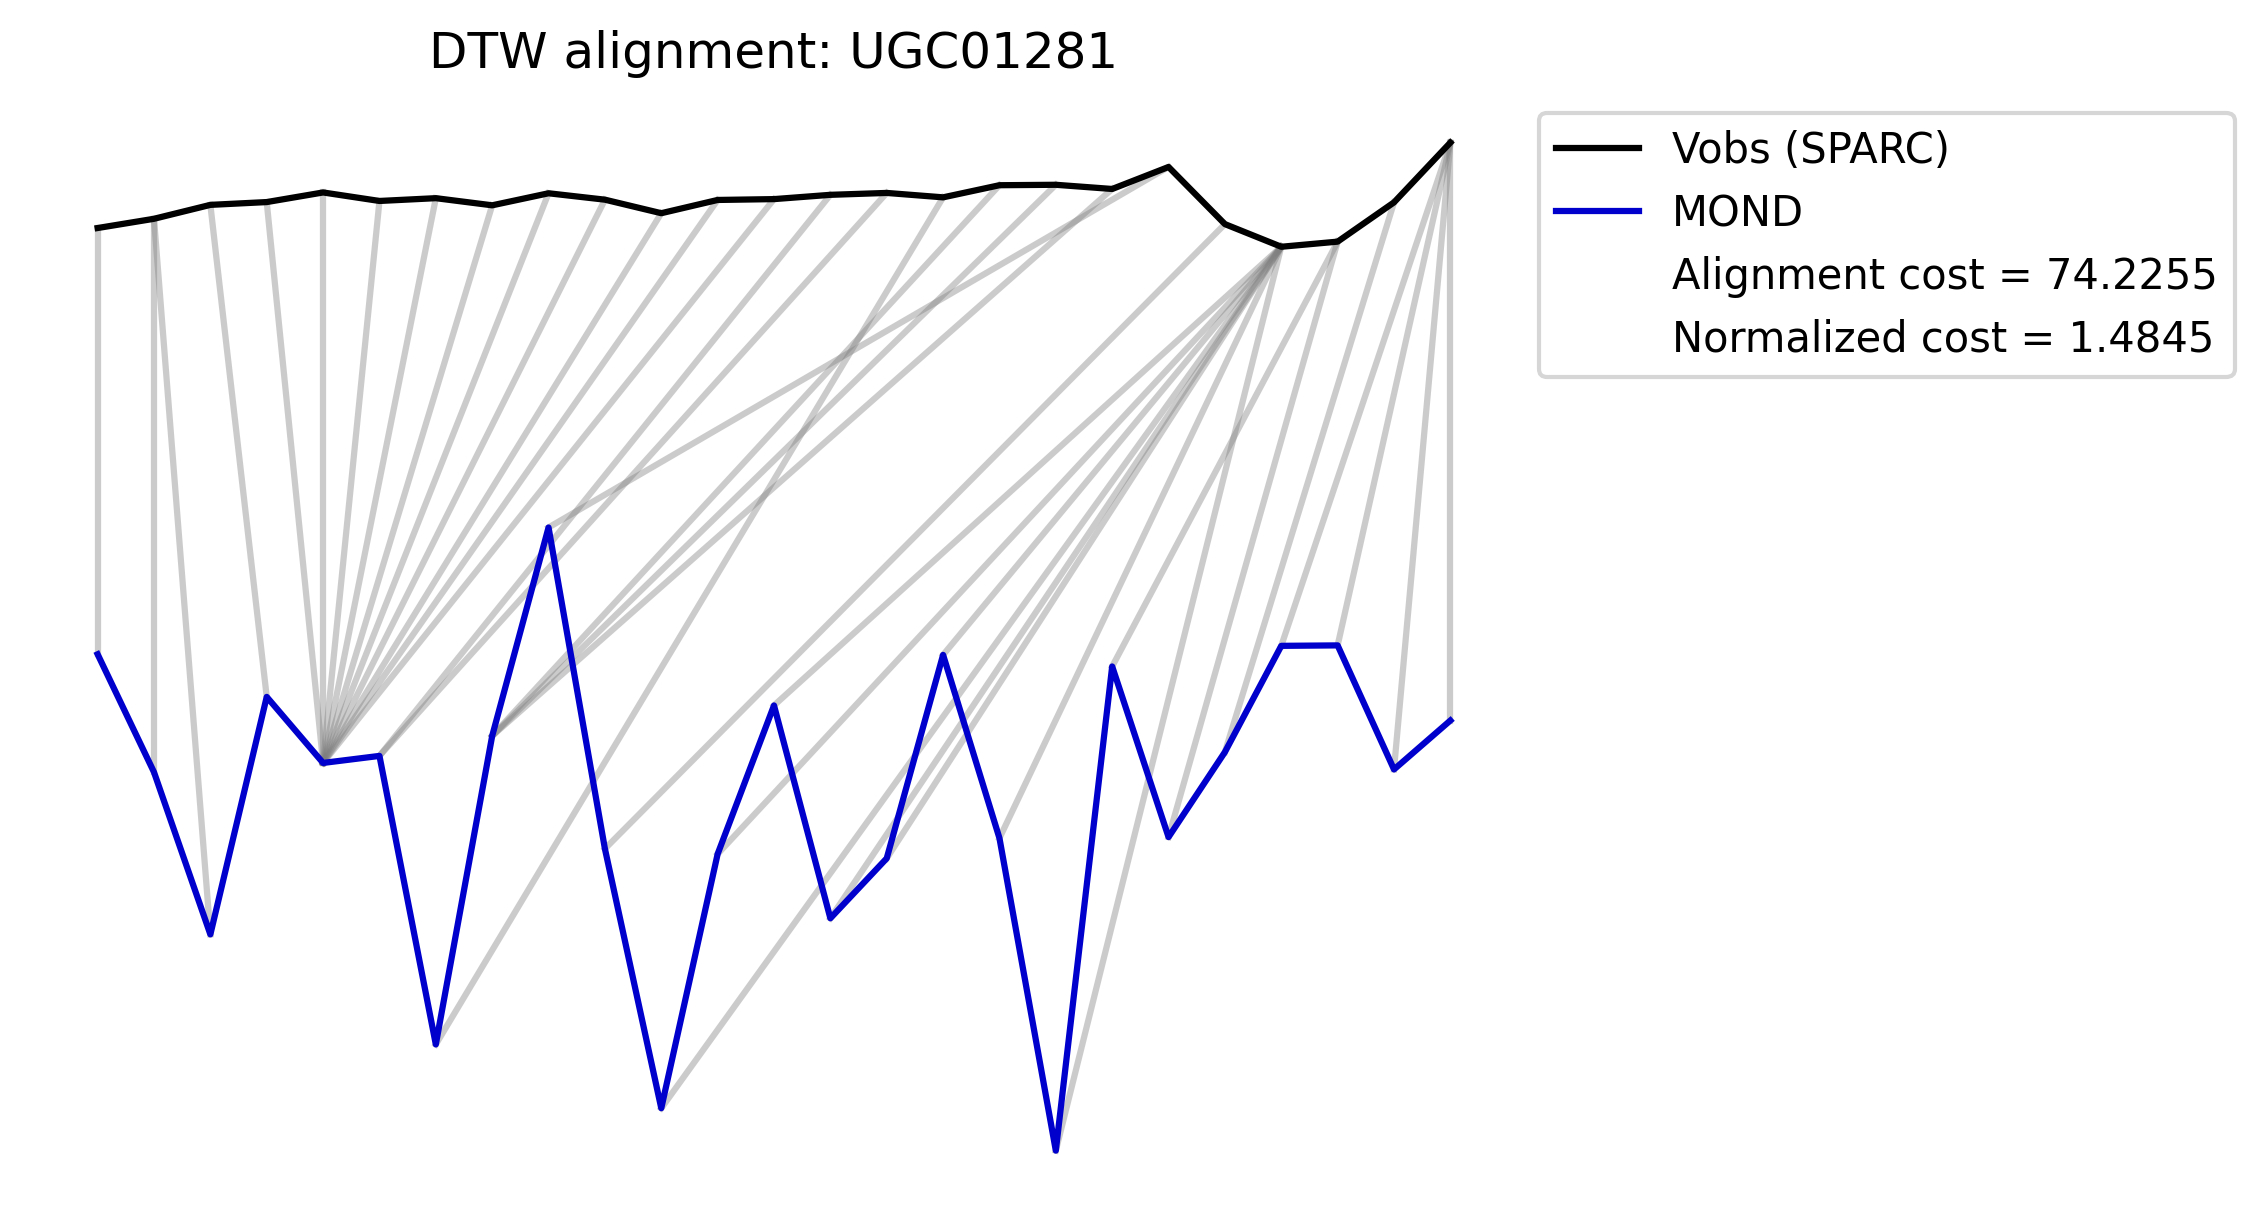 DTW alignment: UGC01281
Vobs (SPARC)
MOND
Alignment cost = 74.2255
Normalized cost = 1.4845